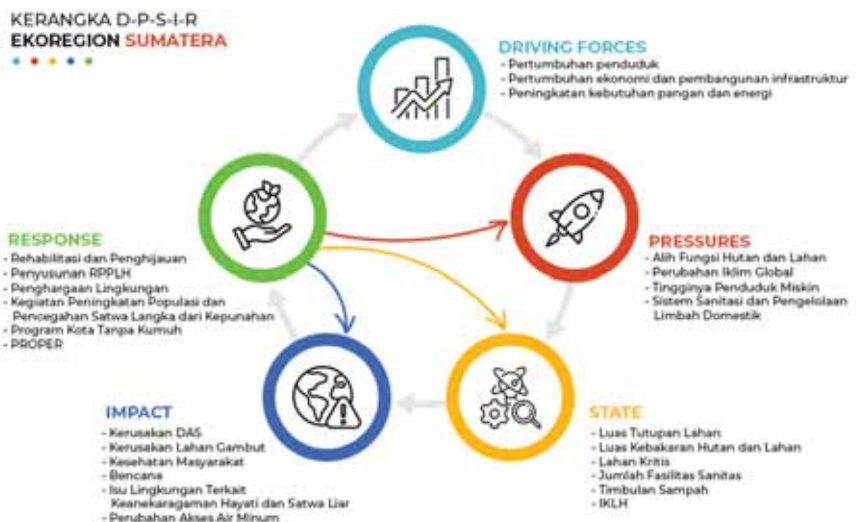 KERANGKA D-P-S-I-R
EKOREGION SUMATERA
DRIVING FORCES
- Pertumbuhan penduduk
- Pertumbuhan ekonomi dan pembangunan infrastruktur
- Peningkatan kebutuhan pangan dan energi
RESPONSE
- Rehabilitasi dan Penghijauan
- Penyusunan RPPLH
- Penghargaan Lingkungan
- Kegiatan Peningkatan Populasi dan
Pencegahan Satwa Langka dari Kepunahan
- Program Kota Tanpa Kumuh
- PROPER
PRESSURES
- Alih Fungsi Hutan dan Lahan
- Perubahan Iklim Global
- Tingginya Penduduk Miskin
- Sistem Sanitasi dan Pengelolaan
Limbah Domestik
IMPACT
- Kerusakan DAS
- Kerusakan Lahan Gambut
- Kesehatan Masyarakat
- Bencana
- Isu Lingkungan Terkait
Keanekaragaman Hayati dan Satwa Liar
- Perubahan Akses Air Minum
STATE
- Luas Tutupan Lahan
- Luas Kebakaran Hutan dan Lahan
- Lahan Kritis
- Jumlah Fasilitas Sanitas
- Timbulan Sampah
- IKLH